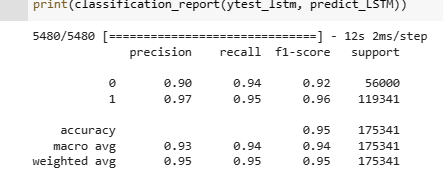 print(classification_report(ytest_lstm, predict_LSTM))
5480/5480 [==============================] - 12s 2ms/step
precision recall f1-score support
0 0.90 0.94 0.92 56000
1 0.97 0.95 0.96 119341
accuracy 0.95 175341
macro avg 0.93 0.94 0.94 175341
weighted avg 0.95 0.95 0.95 175341